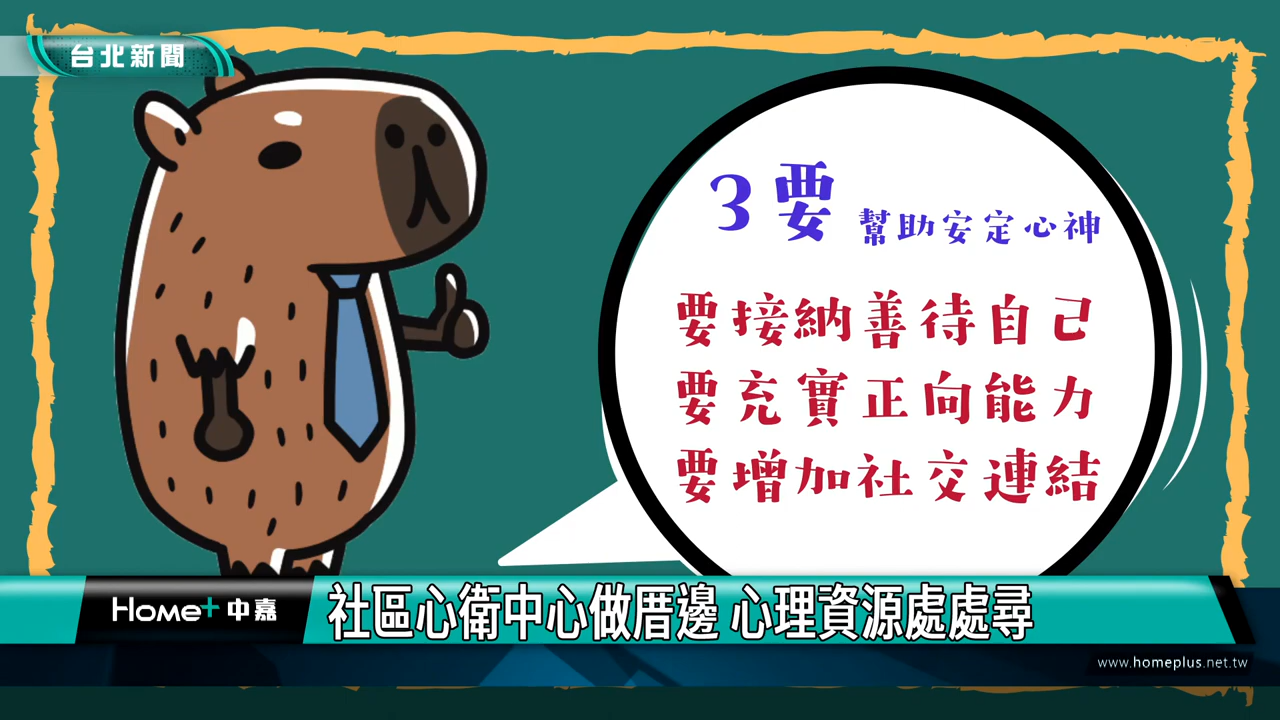 台北新聞
3要 幫助安定心神
要接納善待自己
要充實正向能力
要增加社交連結
Home+中嘉
社區心衛中心做厝邊 心理資源處處尋
www.homeplus.net.tw